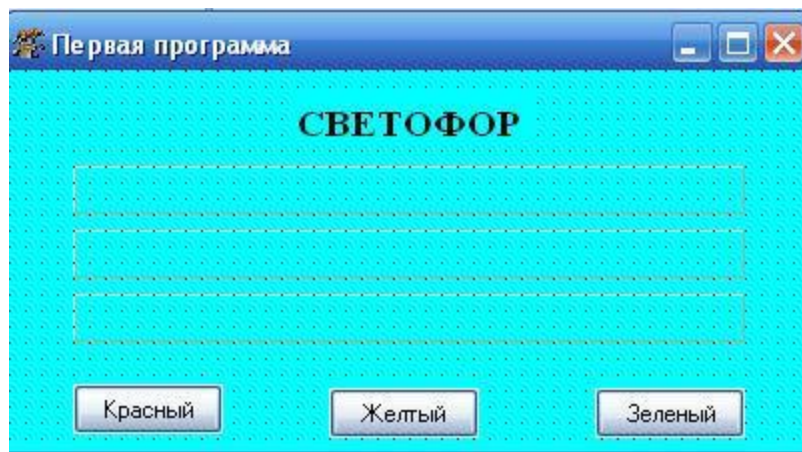 Первая программа
СВЕТОФОР
Красный
Желтый
Зеленый